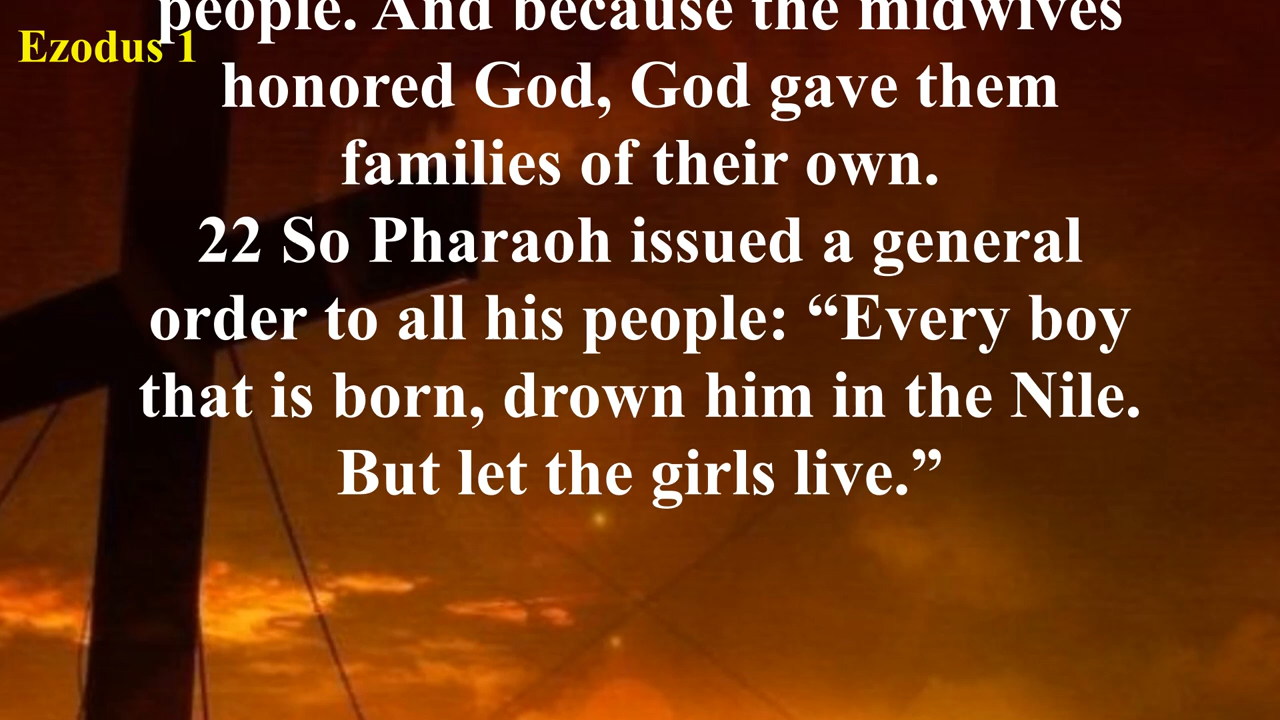 people. And because the midwives
Ezodus 1
honored God, God gave them
families of their own.
22 So Pharaoh issued a general
order to all his people: “Every boy
that is born, drown him in the Nile.
But let the girls live.”